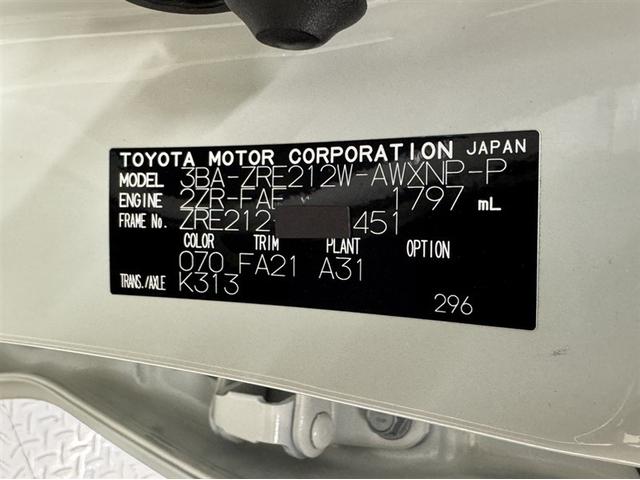 TOYOTA MOTOR CORPORATION JAPAN
MODEL 3BA-ZRE212W-AWXNP-P
ENGINE 2ZR-FAE 1797 mL
FRAME No. ZRE212- 451
COLOR TRIM PLANT OPTION
070 FA21 A31
TRANS./AXLE K313
296